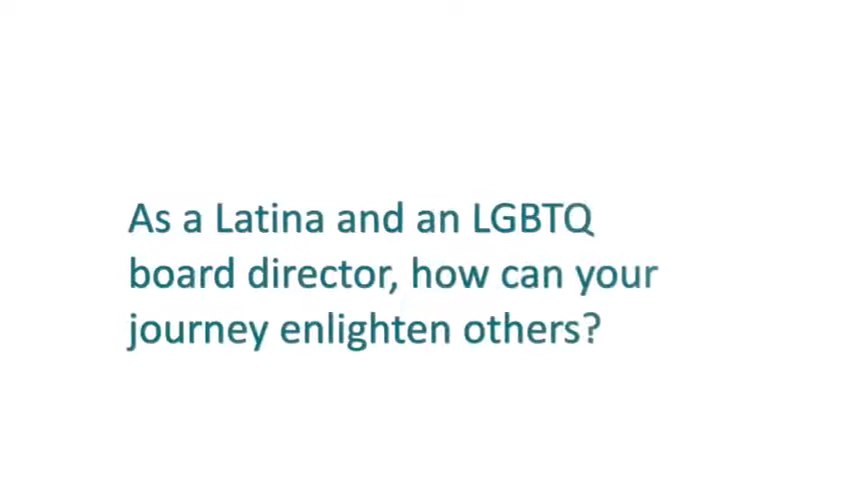 As a Latina and an LGBTQ
board director, how can your
journey enlighten others?